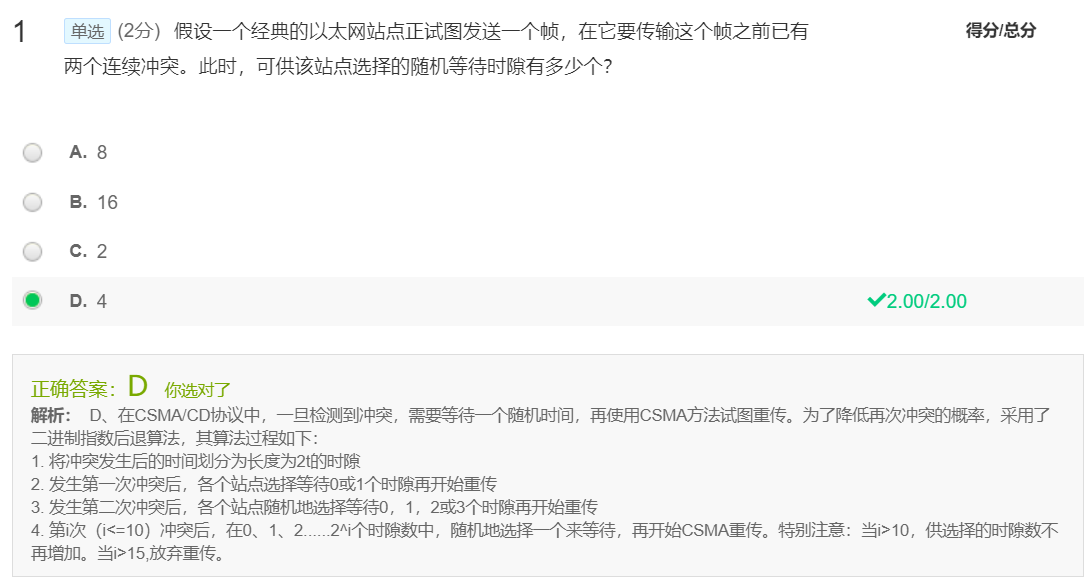 1 单选 (2分) 假设一个经典的以太网站点正试图发送一个帧，在它要传输这个帧之前已有 得分/总分
两个连续冲突。此时，可供该站点选择的随机等待时隙有多少个？
A. 8
B. 16
C. 2
D. 4 ✔2.00/2.00
正确答案：D 你选对了
解析： D、在CSMA/CD协议中，一旦检测到冲突，需要等待一个随机时间，再使用CSMA方法试图重传。为了降低再次冲突的概率，采用了
二进制指数后退算法，其算法过程如下：
1. 将冲突发生后的时间划分为长度为2t的时隙
2. 发生第一次冲突后，各个站点选择等待0或1个时隙再开始重传
3. 发生第二次冲突后，各个站点随机地选择等待0，1，2或3个时隙再开始重传
4. 第i次（i<=10）冲突后，在0、1、2......2^i个时隙数中，随机地选择一个来等待，再开始CSMA重传。特别注意：当i>10，供选择的时隙数不
再增加。当i>15,放弃重传。